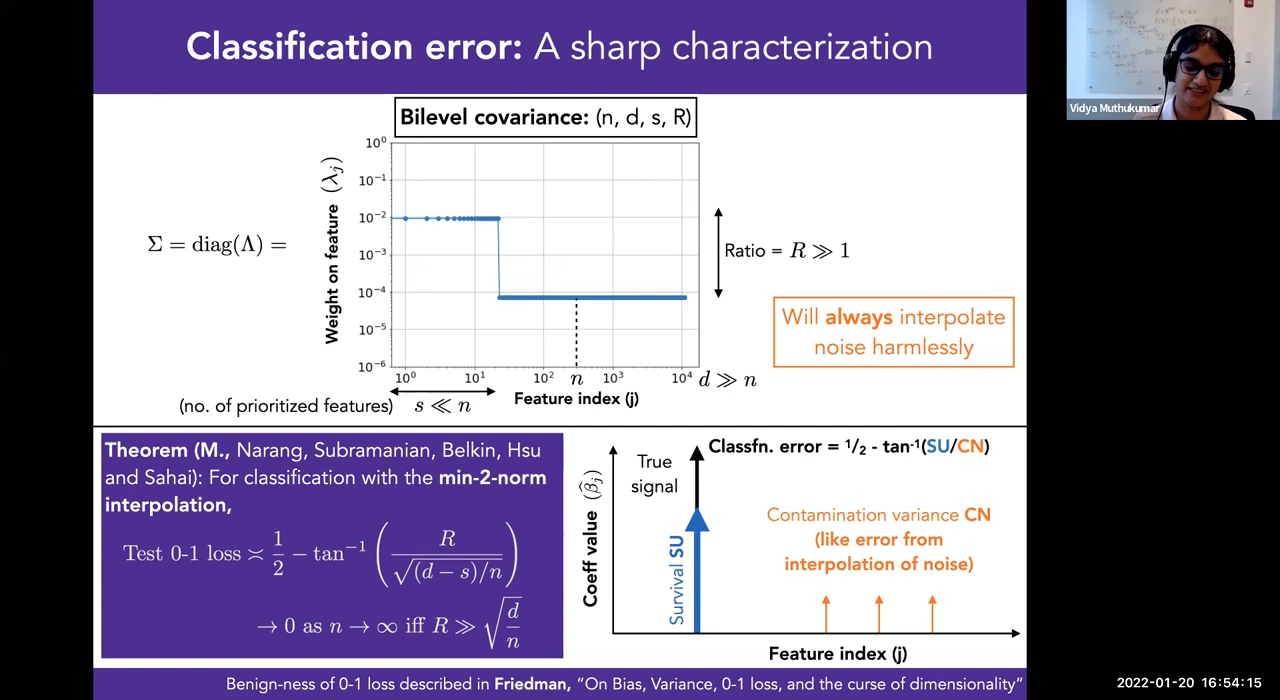 Classification error: A sharp characterization
Vidya Muthukumar
Bilevel covariance: (n, d, s, R)
Weight on feature (λ_j)
10^0
10^-1
10^-2
10^-3
10^-4
10^-5
10^-6
Σ = diag(Λ) =
Ratio = R ≫ 1
Will always interpolate
noise harmlessly
10^0 10^1 10^2 n 10^3 10^4 d ≫ n
Feature index (j)
(no. of prioritized features) s ≪ n
Theorem (M., Narang, Subramanian, Belkin, Hsu
and Sahai): For classification with the min-2-norm
interpolation,
Test 0-1 loss ≍ 1/2 − tan^−1 ( R / √((d − s)/n) )
→ 0 as n → ∞ iff R ≫ √(d/n)
Classfn. error = 1/2 - tan^-1(SU/CN)
True
signal
Coeff value (β̂_j)
Survival SU
Contamination variance CN
(like error from
interpolation of noise)
Feature index (j)
Benign-ness of 0-1 loss described in Friedman, "On Bias, Variance, 0-1 loss, and the curse of dimensionality"
2022-01-20 16:54:15